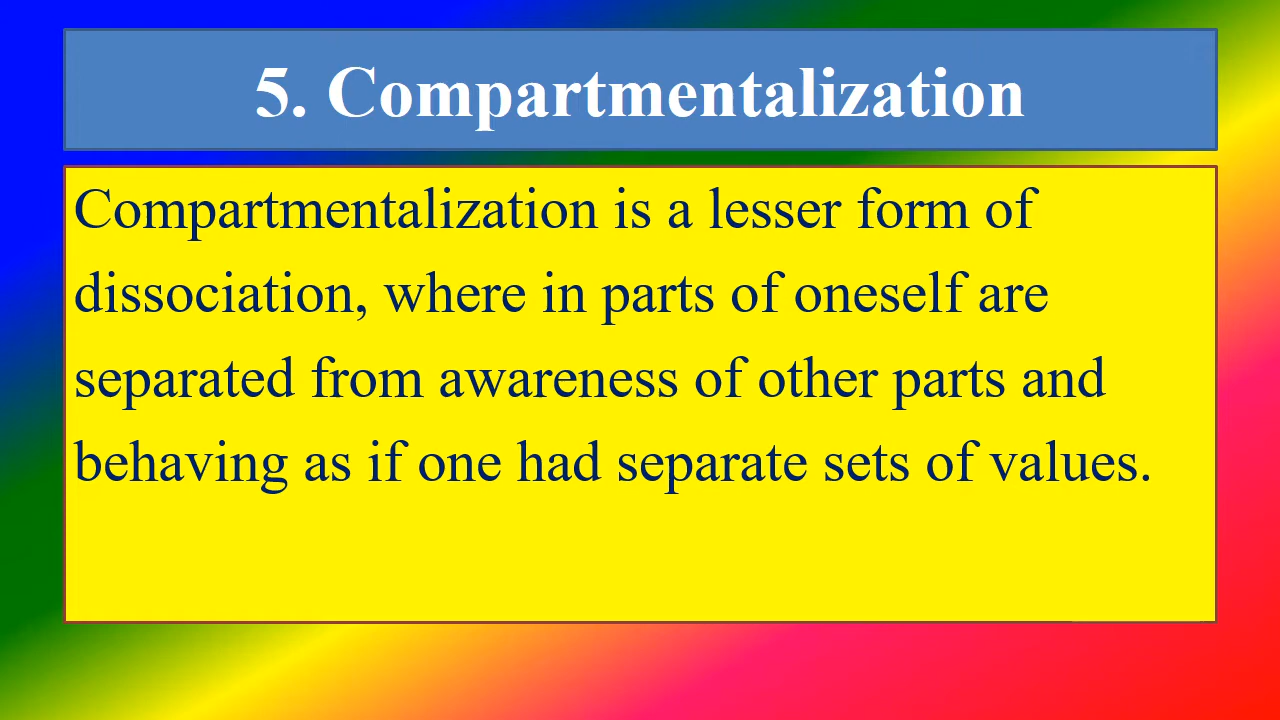 5. Compartmentalization
Compartmentalization is a lesser form of
dissociation, where in parts of oneself are
separated from awareness of other parts and
behaving as if one had separate sets of values.